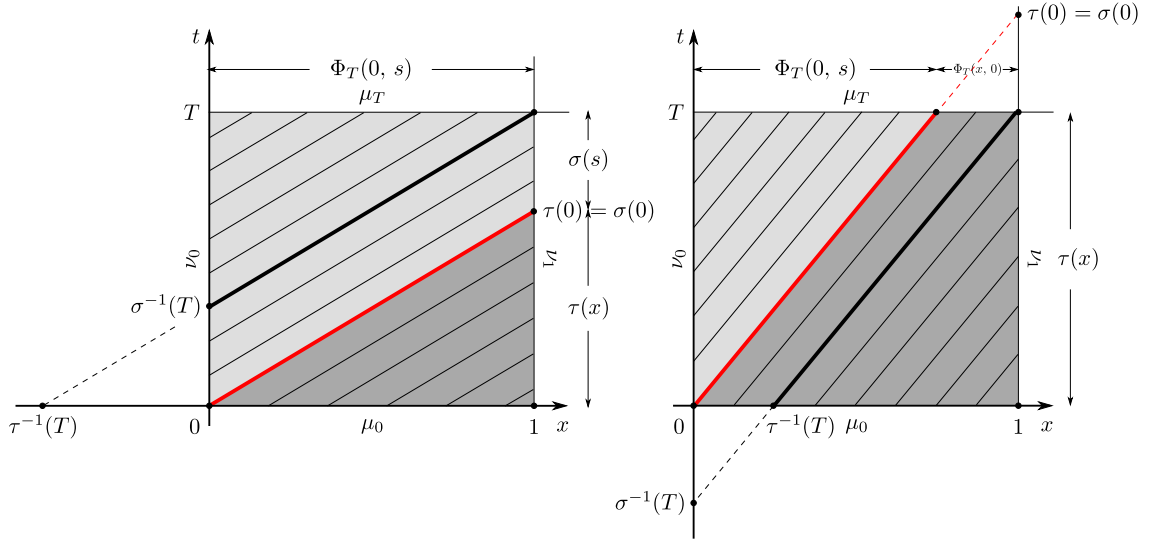 t
Φ_T(0, s)
μ_T
T
σ(s)
τ(0) = σ(0)
ν_0
ν_1
τ(x)
σ^{-1}(T)
τ^{-1}(T)
0
μ_0
1
x
τ(0) = σ(0)
t
Φ_T(0, s)
Φ_T(x, 0)
μ_T
T
ν_0
ν_1
τ(x)
0
τ^{-1}(T)
μ_0
1
x
σ^{-1}(T)